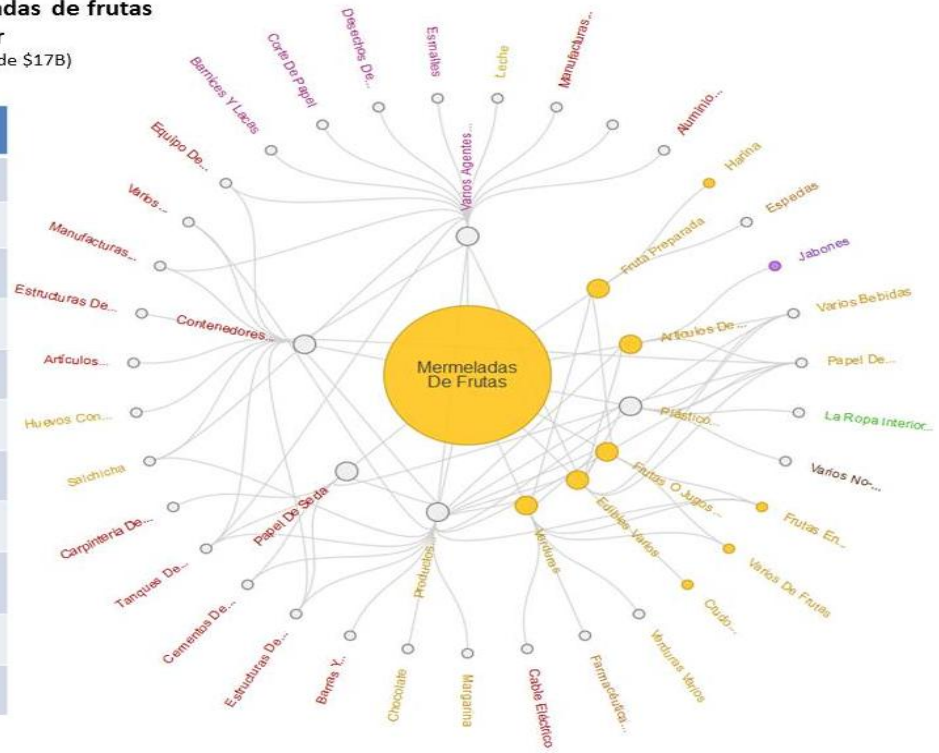 das de frutas
r
de $17B)
Desechos De...
Esmaltes
Leche
Manufacturas...
Corte De Papel
Barnices Y Lacas
Aluminio...
Equipo De...
Varios Agentes...
Harina
Varios...
Especias
Fruta Preparada
Manufacturas...
Jabones
Estructuras De...
Contenedores...
Varios Bebidas
Artículos De...
Artículos...
Mermeladas
De Frutas
Papel De...
Huevos Con...
Plástico...
La Ropa Interior...
Salchicha
Varios No-...
Frutas O Jugos...
Papel De Seda
Edibles Varios
Frutas En...
Carpintería De...
Verduras
Productos...
Tanques De...
Varios De Frutas
Cementos De...
Crudo...
Estructuras De...
Barras Y...
Chocolate
Margarina
Cable Eléctrico
Farmacéutica...
Verduras Varios